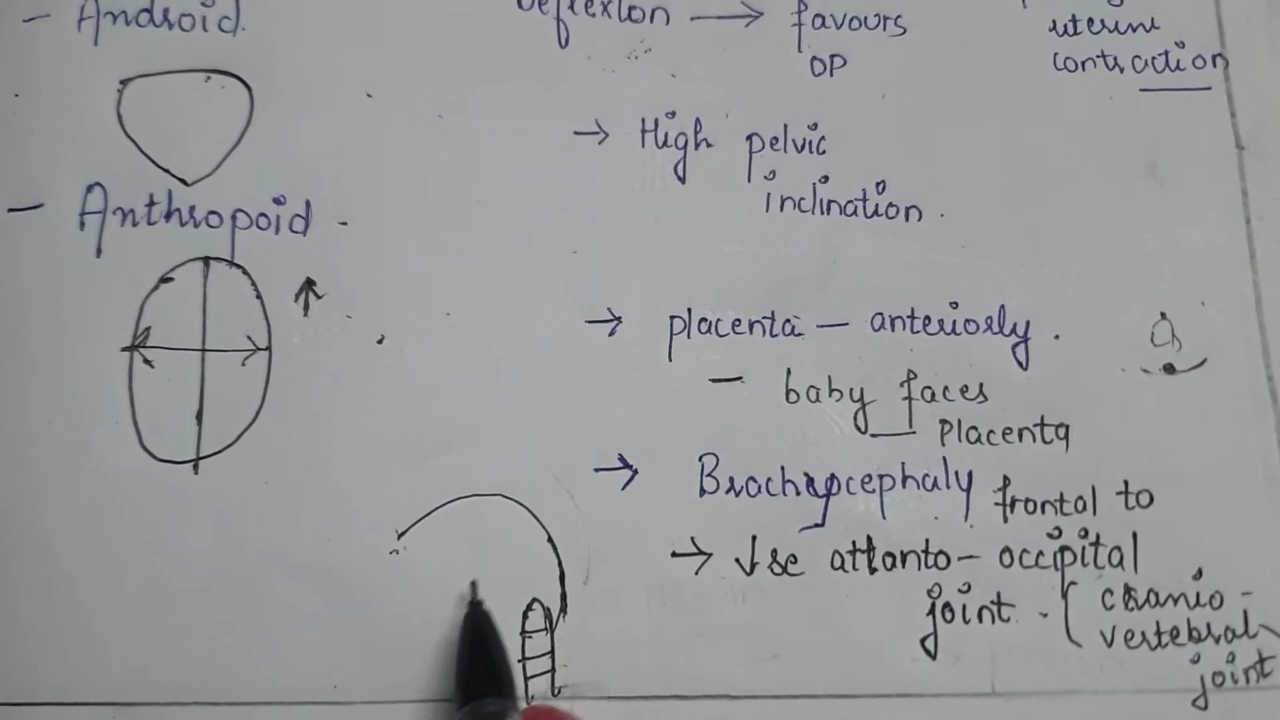 - Android.
Deflexion → favours
OP
uterine
contraction
→ High pelvic
inclination.
- Anthropoid -
→ placenta - anteriorly.
- baby faces
Placenta
→ Brachycephaly
→ ↓se attanto-occipital
joint.
frontal to
cranio-
vertebral
joint